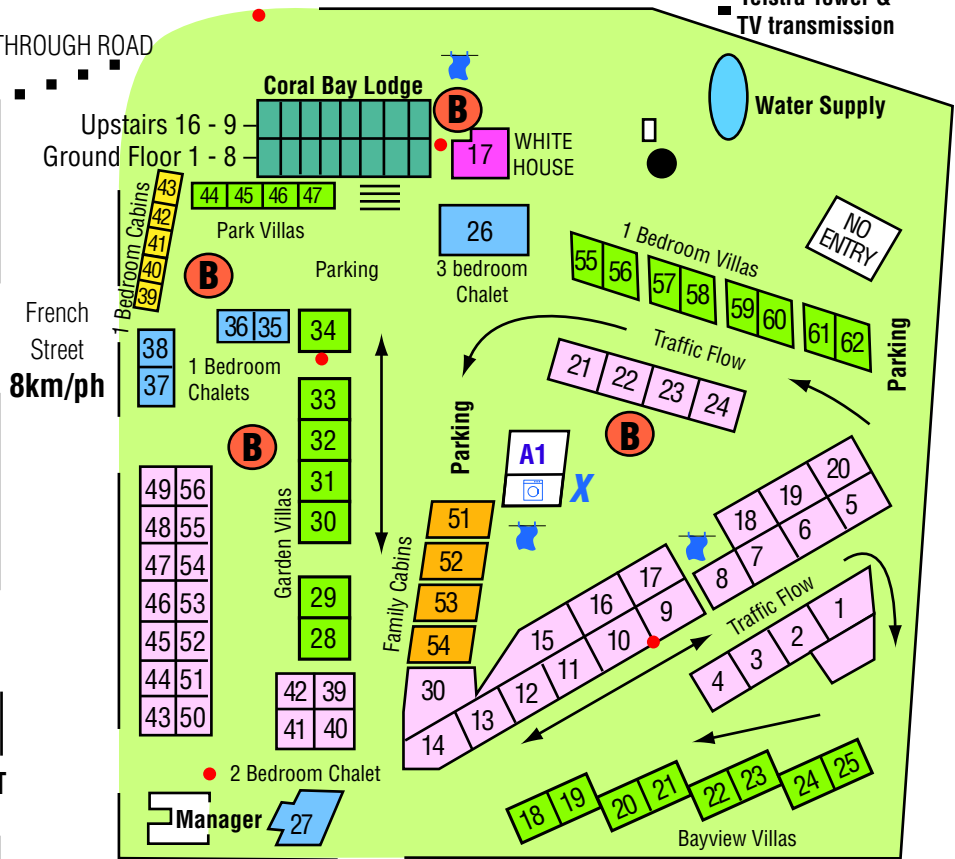 Telstra Tower &
TV transmission
THROUGH ROAD
Coral Bay Lodge
Upstairs 16 - 9
Ground Floor 1 - 8
B
17
WHITE
HOUSE
Water Supply
NO
ENTRY
43
42
41
40
39
1 Bedroom Cabins
44 45 46 47
Park Villas
B
Parking
26
3 bedroom
Chalet
1 Bedroom Villas
55 56 57 58 59 60 61 62
Parking
Traffic Flow
21 22 23 24
B
French
Street
8km/ph
38
37
36 35
1 Bedroom
Chalets
34
33
32
31
30
29
28
Garden Villas
B
Parking
A1
X
51
52
53
54
Family Cabins
49 56
48 55
47 54
46 53
45 52
44 51
43 50
42 39
41 40
20
19
18
5
6
7
8
17
16
15
9
10
11
12
13
14
30
Traffic Flow
1
2
3
4
T
2 Bedroom Chalet
Manager
27
18 19 20 21 22 23 24 25
Bayview Villas